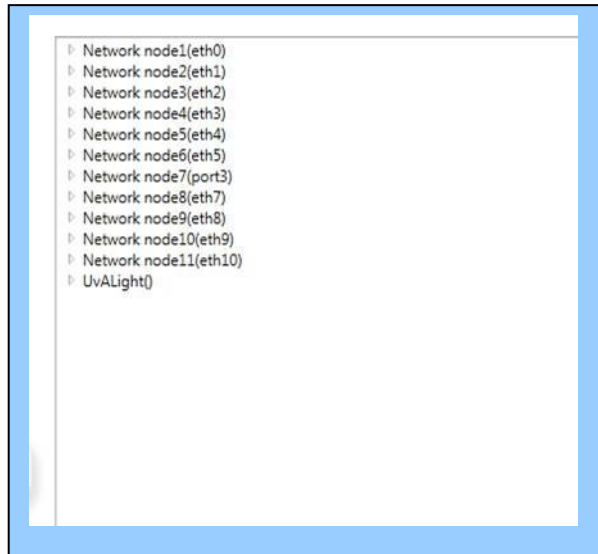 Network node1(eth0)
Network node2(eth1)
Network node3(eth2)
Network node4(eth3)
Network node5(eth4)
Network node6(eth5)
Network node7(port3)
Network node8(eth7)
Network node9(eth8)
Network node10(eth9)
Network node11(eth10)
UvALight()